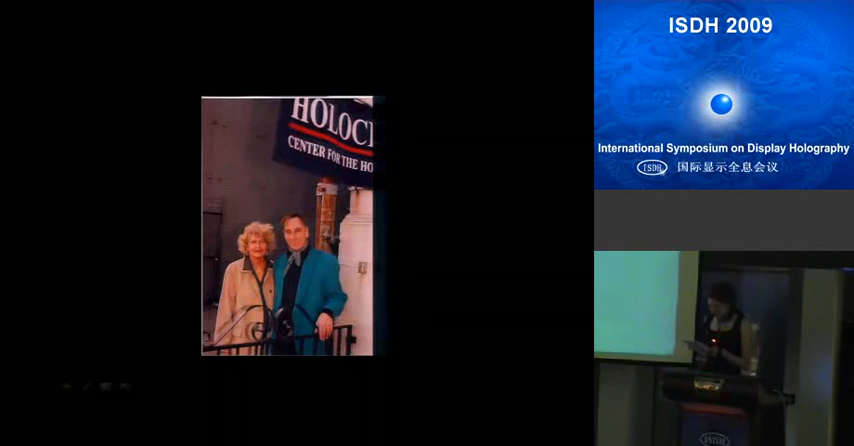 HOLOC
CENTER FOR THE HO
ISDH 2009
International Symposium on Display Holography
ISDH 国际显示全息会议
ISDH